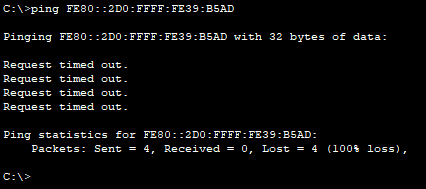 C:\>ping FE80::2D0:FFFF:FE39:B5AD
Pinging FE80::2D0:FFFF:FE39:B5AD with 32 bytes of data:
Request timed out.
Request timed out.
Request timed out.
Request timed out.
Ping statistics for FE80::2D0:FFFF:FE39:B5AD:
    Packets: Sent = 4, Received = 0, Lost = 4 (100% loss),
C:\>